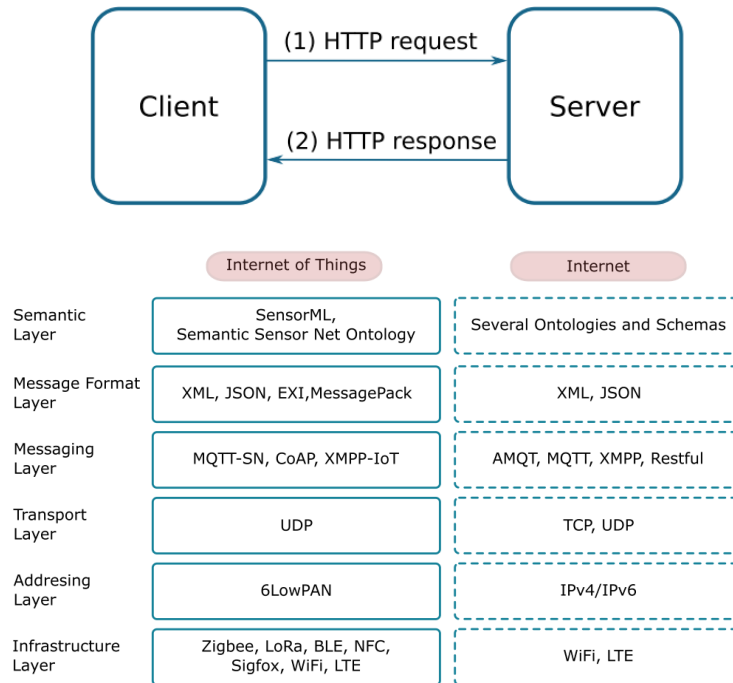 (1) HTTP request
Client
Server
(2) HTTP response
Internet of Things
Internet
Semantic
Layer
SensorML,
Semantic Sensor Net Ontology
Several Ontologies and Schemas
Message Format
Layer
XML, JSON, EXI,MessagePack
XML, JSON
Messaging
Layer
MQTT-SN, CoAP, XMPP-IoT
AMQT, MQTT, XMPP, Restful
Transport
Layer
UDP
TCP, UDP
Addresing
Layer
6LowPAN
IPv4/IPv6
Infrastructure
Layer
Zigbee, LoRa, BLE, NFC,
Sigfox, WiFi, LTE
WiFi, LTE